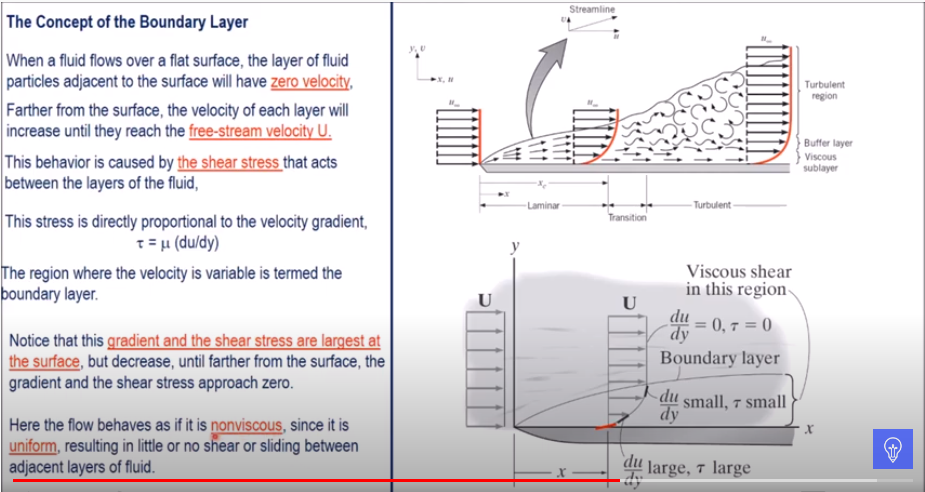 The Concept of the Boundary Layer
When a fluid flows over a flat surface, the layer of fluid
particles adjacent to the surface will have zero velocity,
Farther from the surface, the velocity of each layer will
increase until they reach the free-stream velocity U.
This behavior is caused by the shear stress that acts
between the layers of the fluid,
This stress is directly proportional to the velocity gradient,
τ = μ (du/dy)
The region where the velocity is variable is termed the
boundary layer.
Notice that this gradient and the shear stress are largest at
the surface, but decrease, until farther from the surface, the
gradient and the shear stress approach zero.
Here the flow behaves as if it is nonviscous, since it is
uniform, resulting in little or no shear or sliding between
adjacent layers of fluid.
Streamline
υ
u
y, υ
x, u
u∞
u∞
u∞
Turbulent
region
Buffer layer
Viscous
sublayer
x_c
x
Laminar
Transition
Turbulent
y
U
U
Viscous shear
in this region
du/dy = 0, τ = 0
Boundary layer
du/dy small, τ small
x
x
du/dy large, τ large